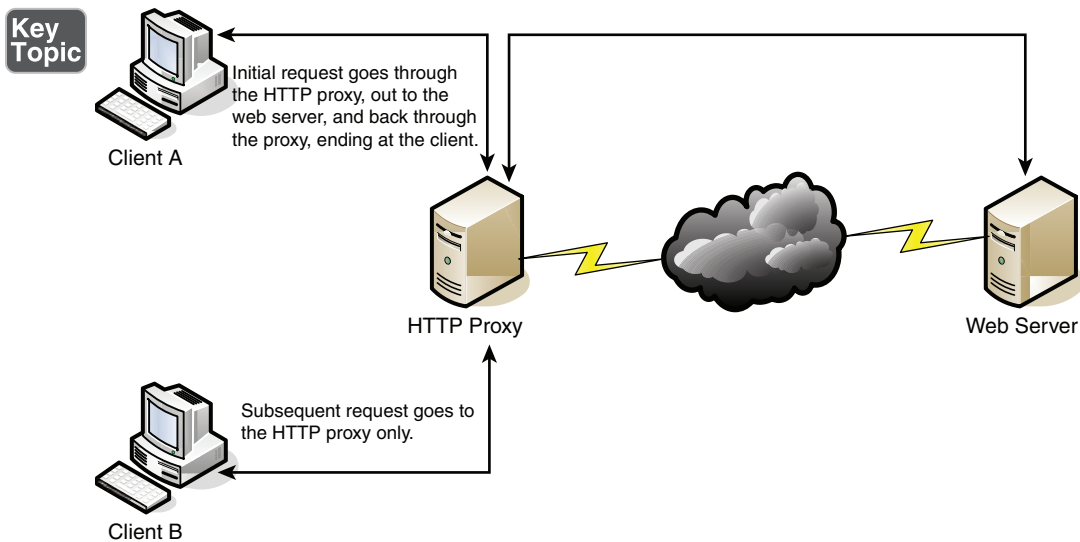 Key
Topic
Initial request goes through
the HTTP proxy, out to the
web server, and back through
the proxy, ending at the client.
Client A
HTTP Proxy
Web Server
Subsequent request goes to
the HTTP proxy only.
Client B